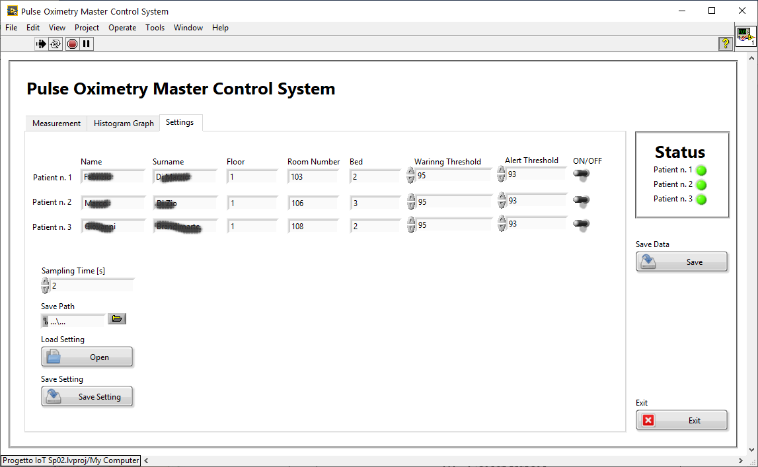 Pulse Oximetry Master Control System
File Edit View Project Operate Tools Window Help
Pulse Oximetry Master Control System
Measurement Histogram Graph Settings
Name Surname Floor Room Number Bed Warinng Threshold Alert Threshold ON/OFF
Patient n. 1 1 103 2 95 93
Patient n. 2 1 106 3 95 93
Patient n. 3 1 108 2 95 93
Sampling Time [s]
2
Save Path
...\...
Load Setting
Open
Save Setting
Save Setting
Status
Patient n. 1
Patient n. 2
Patient n. 3
Save Data
Save
Exit
Exit
Progetto IoT Sp02.lvproj/My Computer